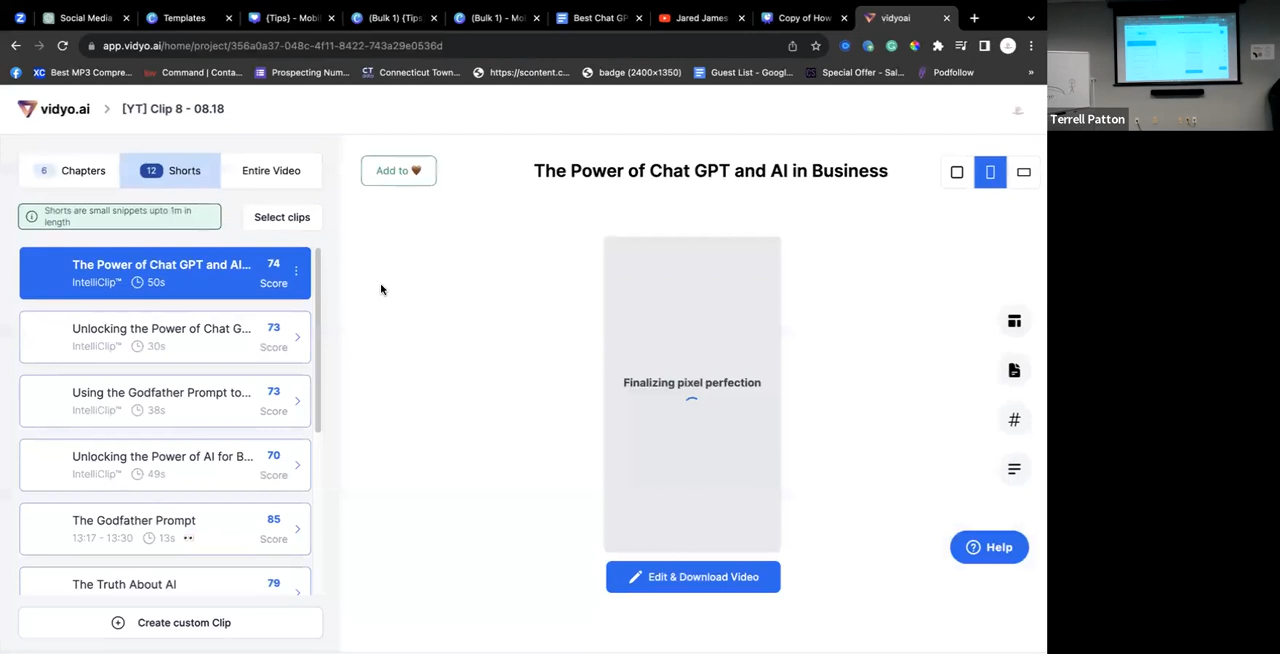 Social Media
Templates
{Tips} - Mobil
(Bulk 1) {Tips
(Bulk 1) - Mo
Best Chat GP
Jared James
Copy of How
vidyoai
app.vidyo.ai/home/project/356a0a37-048c-4f11-8422-743a29e0536d
XC Best MP3 Compre...
Command | Conta...
Prospecting Num...
CT Connecticut Town...
https://scontent.c...
badge (2400×1350)
Guest List - Googl...
Special Offer - Sal...
Podfollow
»
Terrell Patton
vidyo.ai > [YT] Clip 8 - 08.18
6 Chapters
12 Shorts
Entire Video
Shorts are small snippets upto 1m in
length
Select clips
The Power of Chat GPT and AI...
74
IntelliClip™ 50s
Score
Unlocking the Power of Chat G...
73
IntelliClip™ 30s
Score
Using the Godfather Prompt to...
73
IntelliClip™ 38s
Score
Unlocking the Power of AI for B...
70
IntelliClip™ 49s
Score
The Godfather Prompt
85
13:17 - 13:30 13s
Score
The Truth About AI
79
Create custom Clip
Add to
The Power of Chat GPT and AI in Business
Finalizing pixel perfection
Edit & Download Video
#
? Help